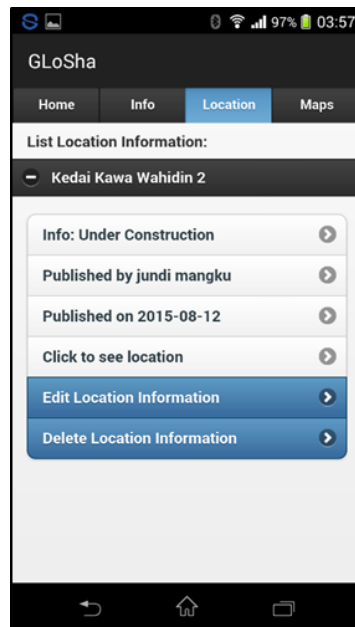 97% 03:57
GLoSha
Home Info Location Maps
List Location Information:
Kedai Kawa Wahidin 2
Info: Under Construction
Published by jundi mangku
Published on 2015-08-12
Click to see location
Edit Location Information
Delete Location Information